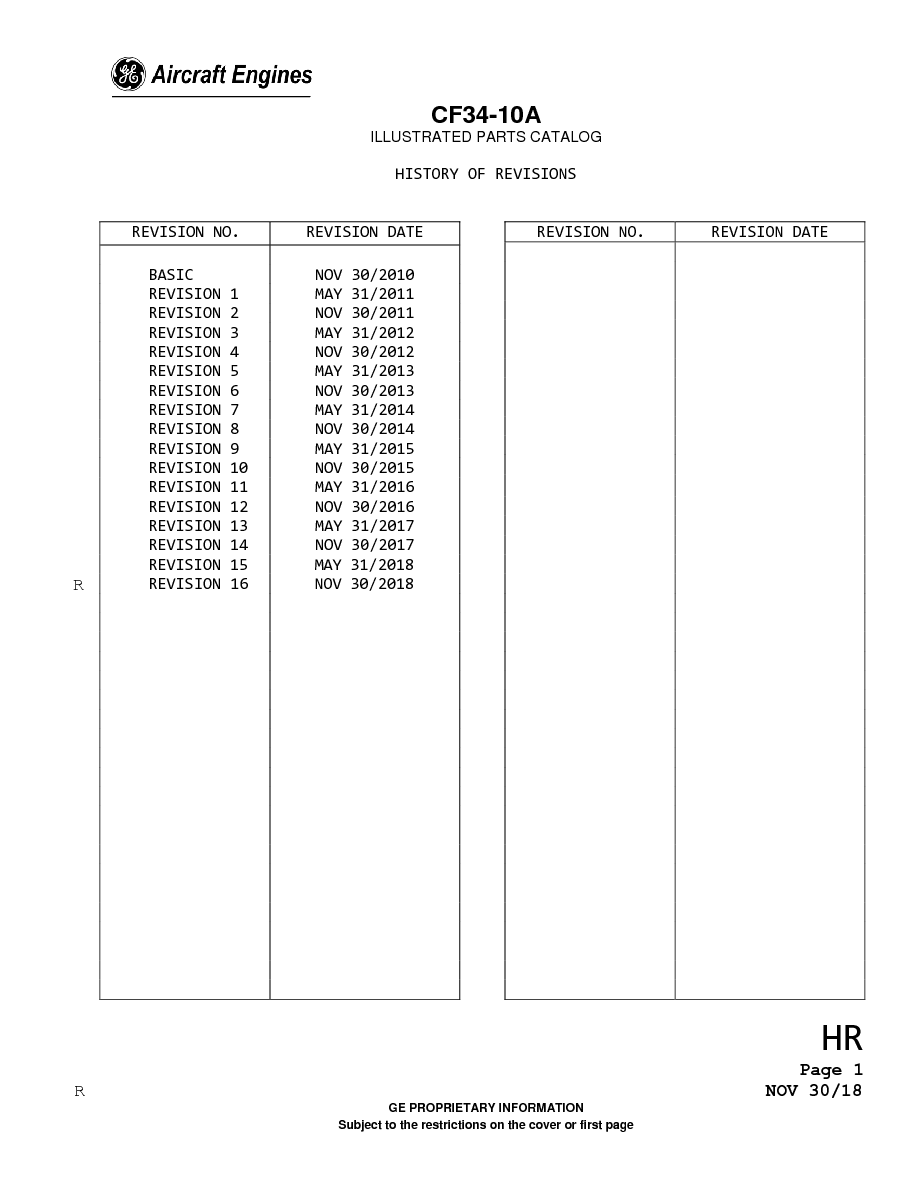 GE Aircraft Engines
CF34-10A
ILLUSTRATED PARTS CATALOG
HISTORY OF REVISIONS
REVISION NO. REVISION DATE REVISION NO. REVISION DATE
BASIC NOV 30/2010
REVISION 1 MAY 31/2011
REVISION 2 NOV 30/2011
REVISION 3 MAY 31/2012
REVISION 4 NOV 30/2012
REVISION 5 MAY 31/2013
REVISION 6 NOV 30/2013
REVISION 7 MAY 31/2014
REVISION 8 NOV 30/2014
REVISION 9 MAY 31/2015
REVISION 10 NOV 30/2015
REVISION 11 MAY 31/2016
REVISION 12 NOV 30/2016
REVISION 13 MAY 31/2017
REVISION 14 NOV 30/2017
REVISION 15 MAY 31/2018
R REVISION 16 NOV 30/2018
HR
Page 1
R NOV 30/18
GE PROPRIETARY INFORMATION
Subject to the restrictions on the cover or first page